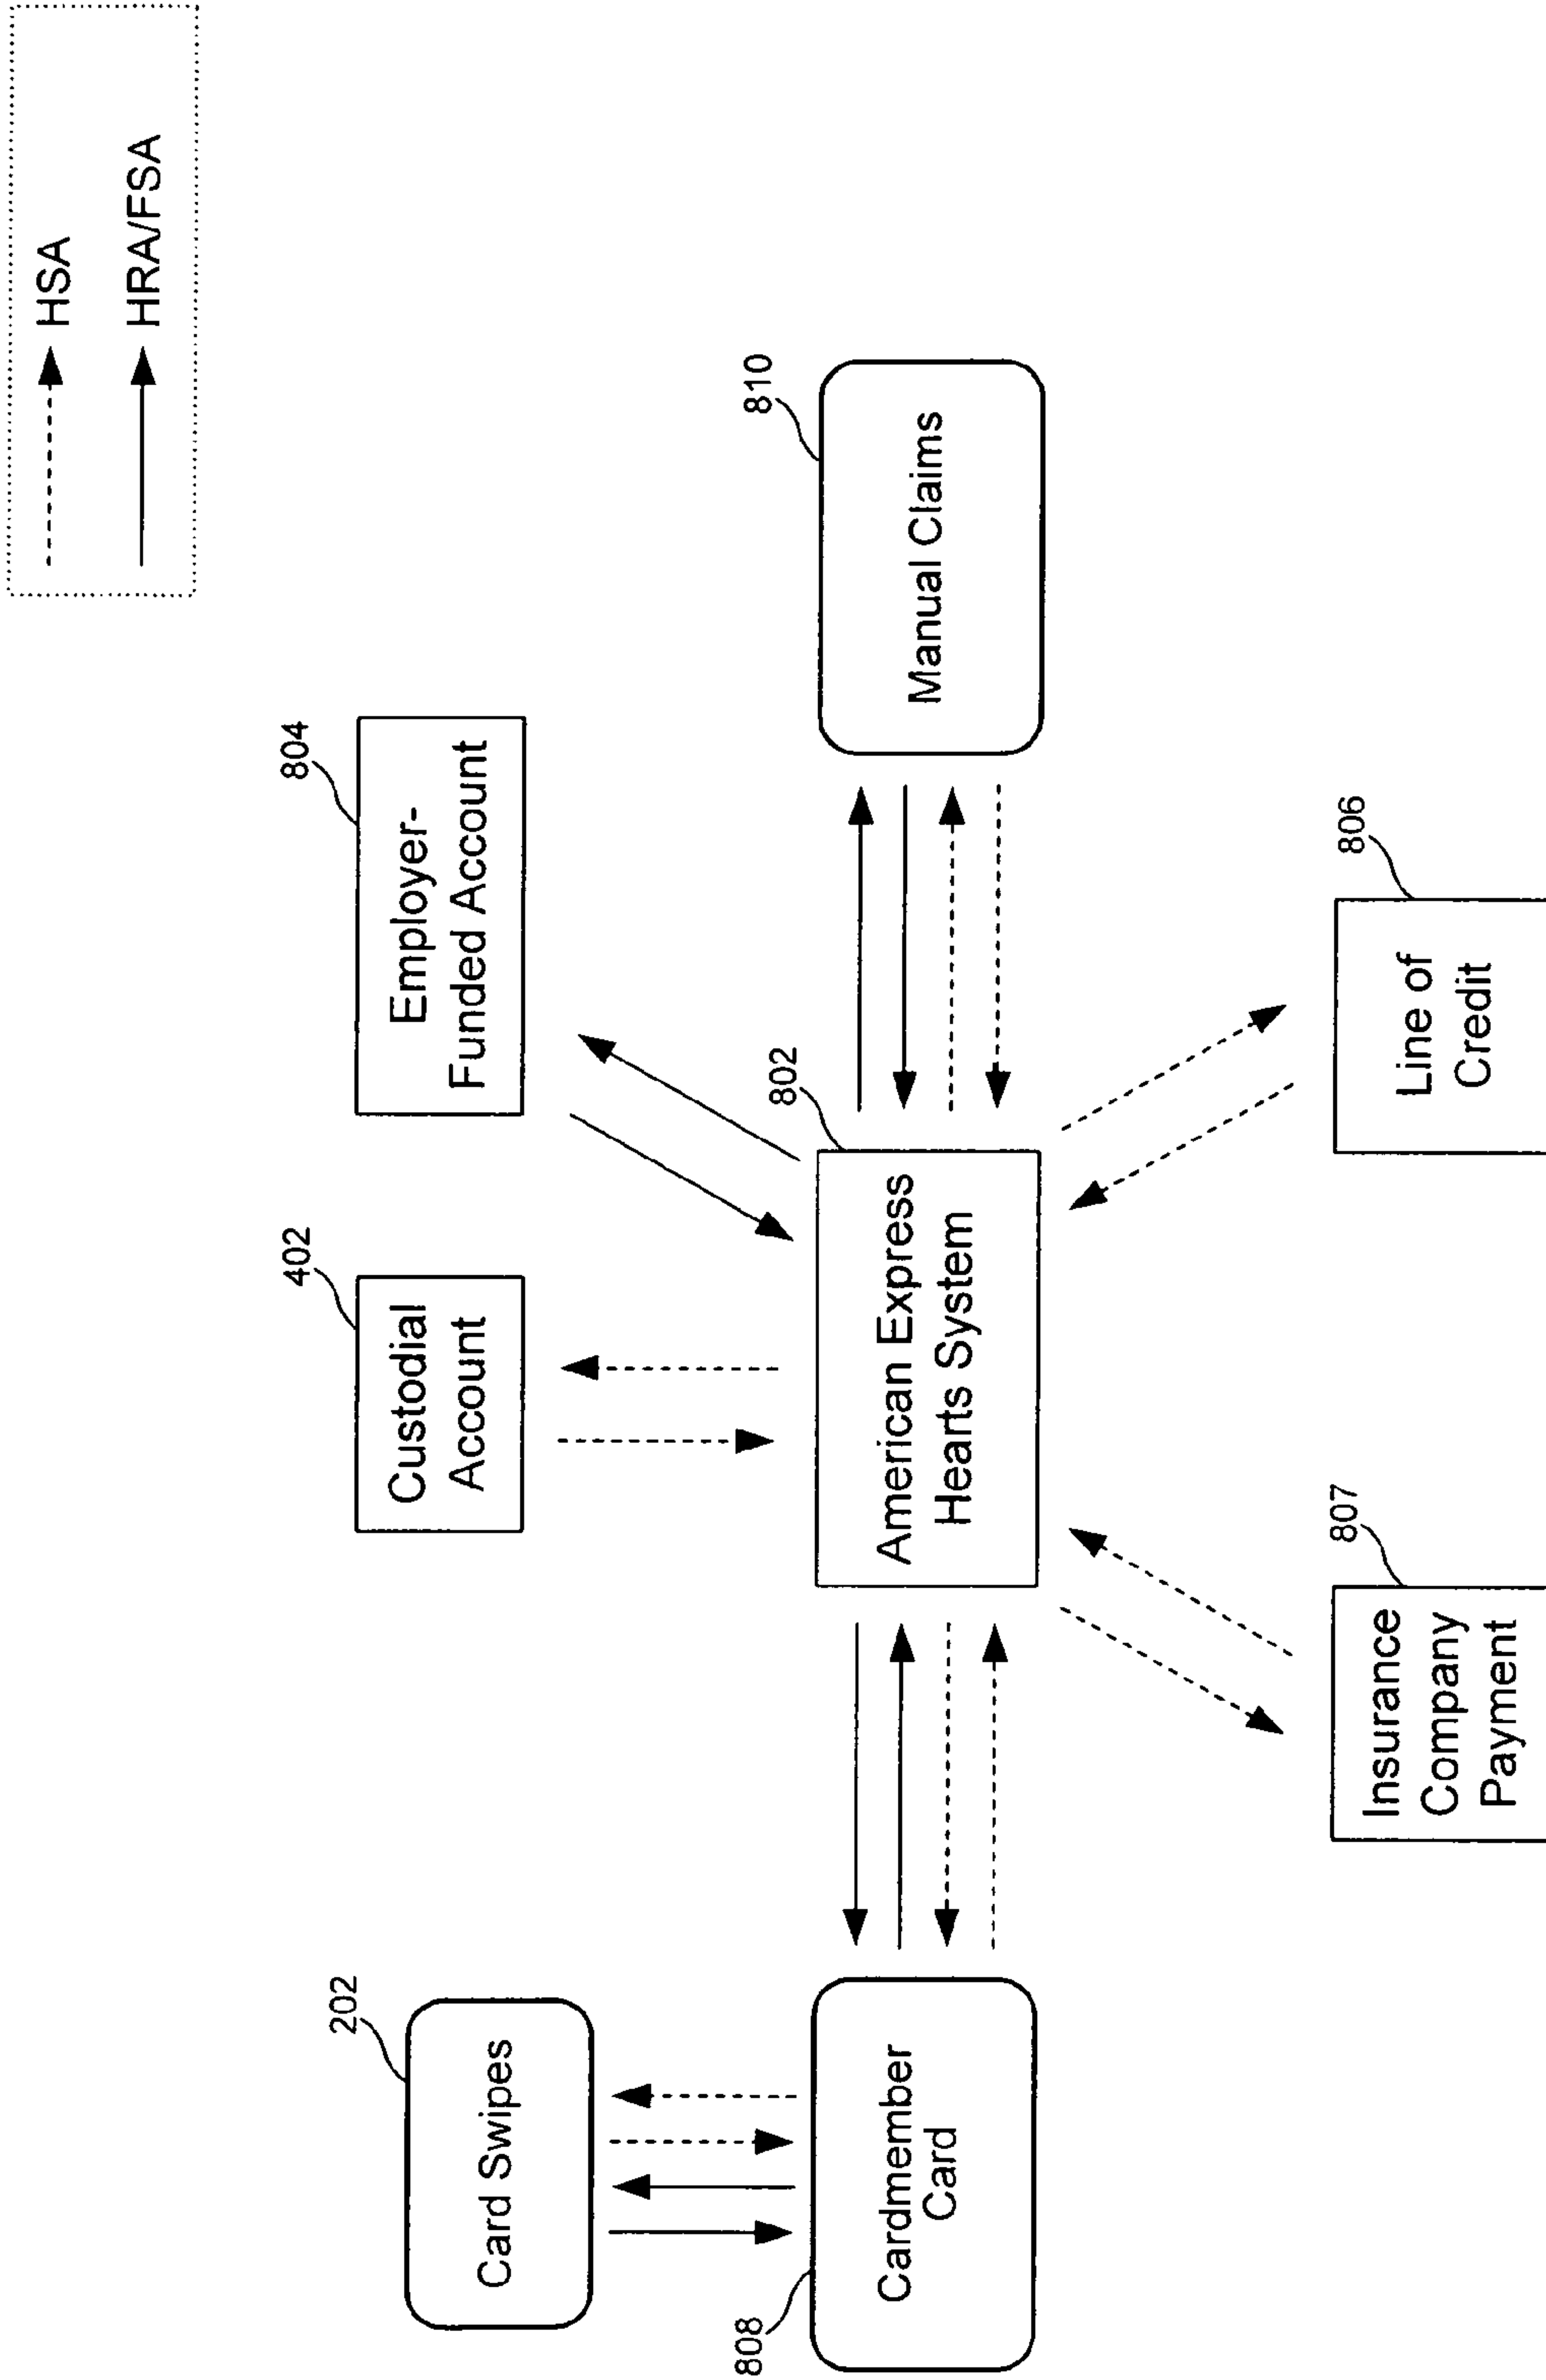 HSA
HRA/FSA
402
Custodial
Account
804
Employer-
Funded Account
202
Card Swipes
808
Cardmember
Card
802
American Express
Hearts System
810
Manual Claims
807
Insurance
Company
Payment
806
Line of
Credit